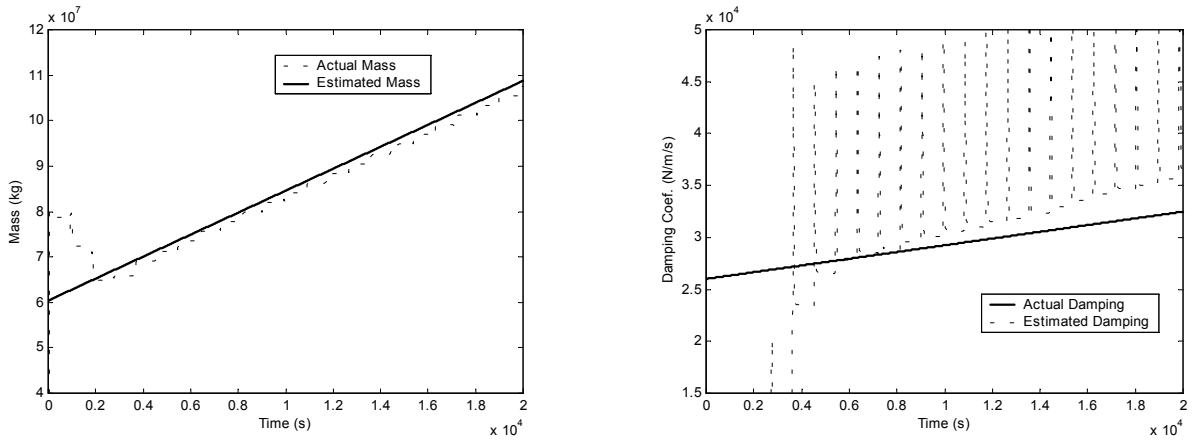 x 10^7
12
11
10
9
8
7
6
5
4
Mass (kg)
Actual Mass
Estimated Mass
0 0.2 0.4 0.6 0.8 1 1.2 1.4 1.6 1.8 2
Time (s)
x 10^4
x 10^4
5
4.5
4
3.5
3
2.5
2
1.5
Damping Coef. (N/m/s)
Actual Damping
Estimated Damping
0 0.2 0.4 0.6 0.8 1 1.2 1.4 1.6 1.8 2
Time (s)
x 10^4